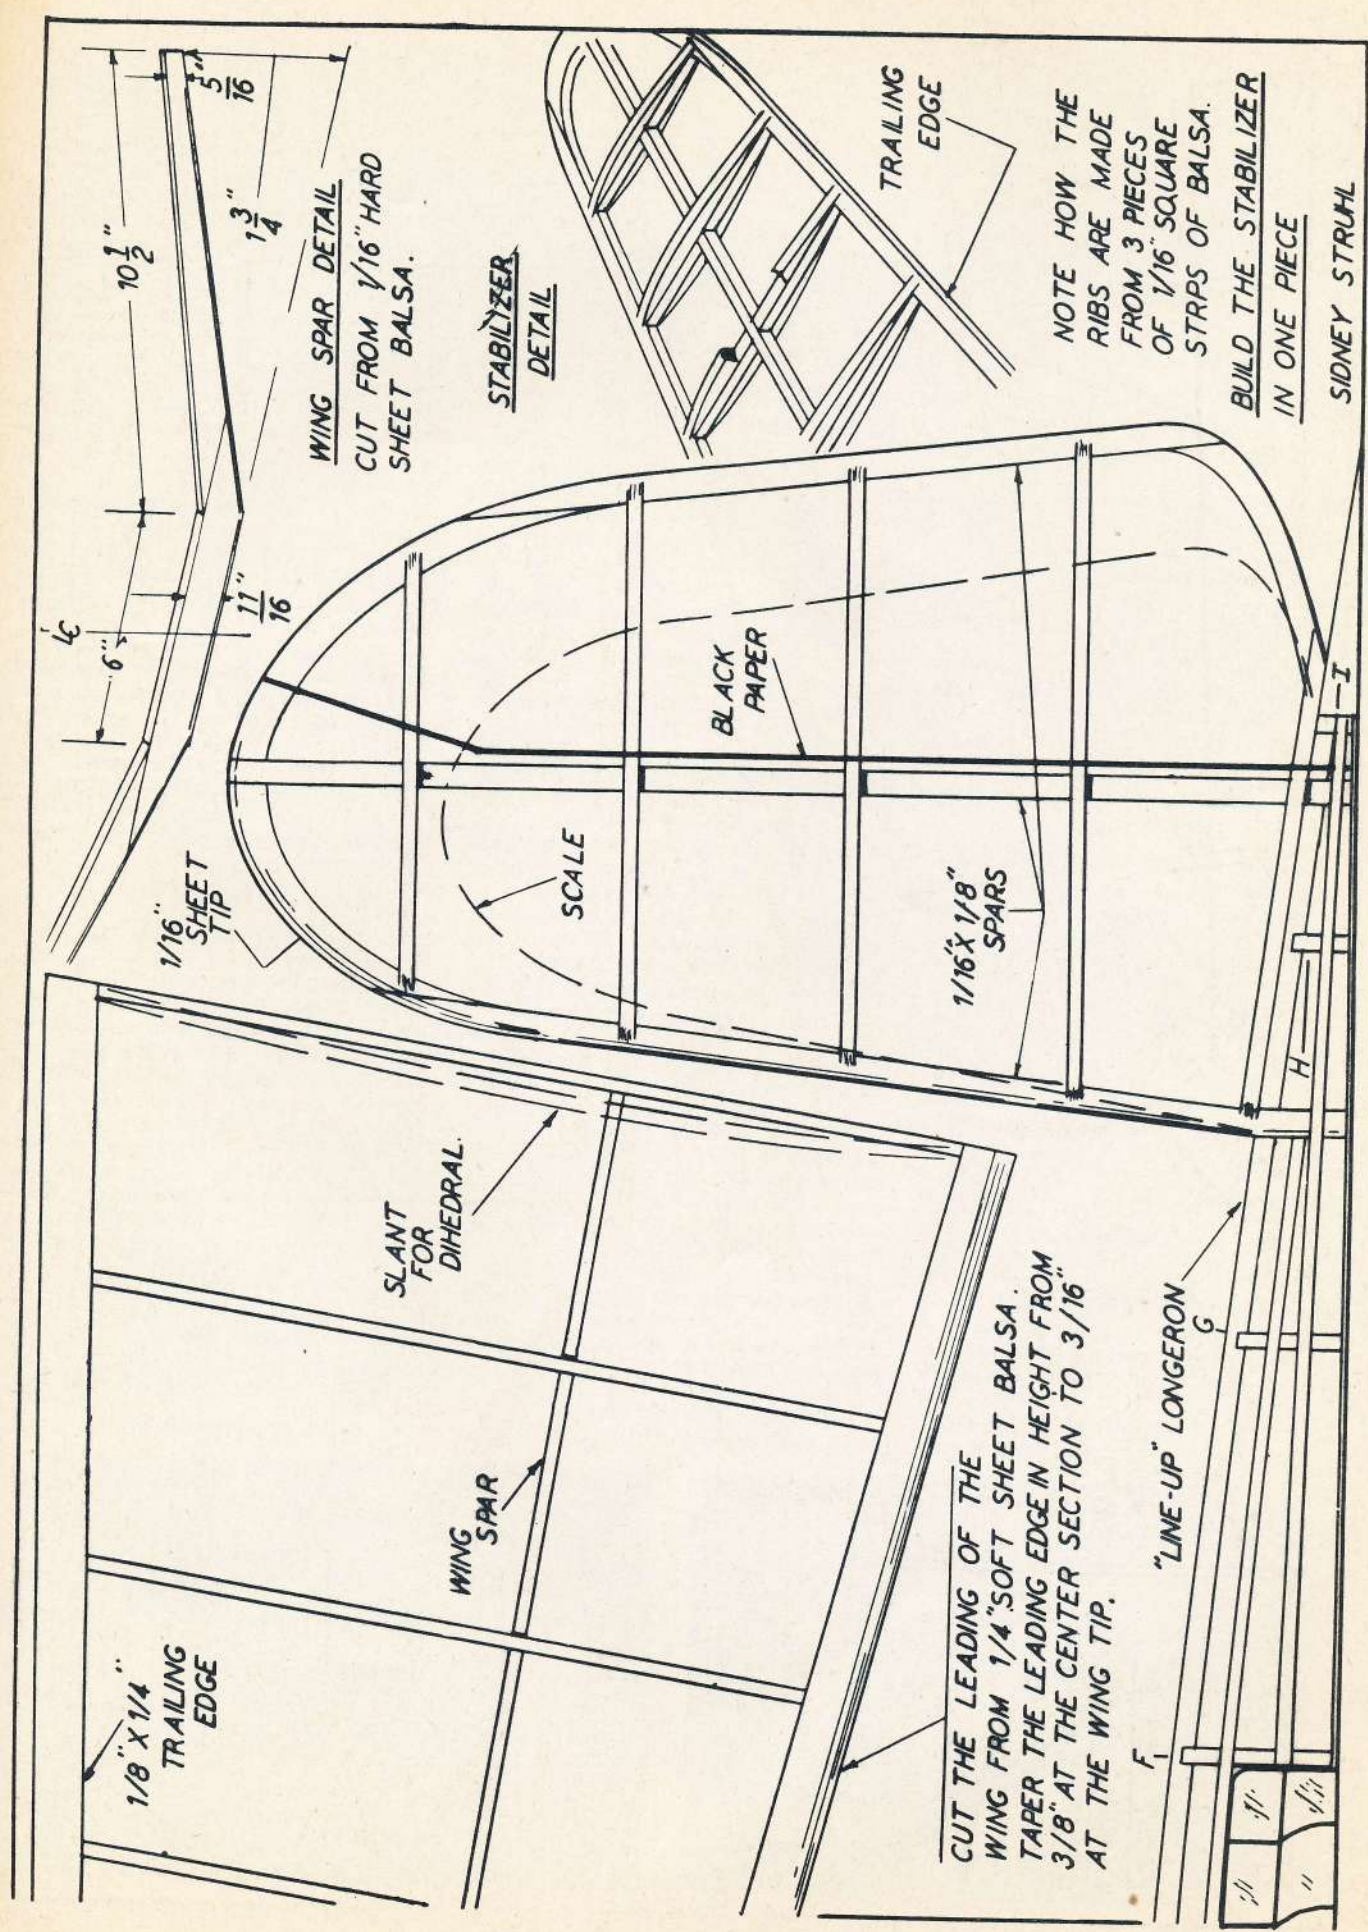 10 1/2"
5/16"
1 3/4"
6"
11/16"
WING SPAR DETAIL
CUT FROM 1/16" HARD
SHEET BALSA.
STABILIZER
DETAIL
TRAILING
EDGE
NOTE HOW THE
RIBS ARE MADE
FROM 3 PIECES
OF 1/16" SQUARE
STRPS OF BALSA.
BUILD THE STABILIZER
IN ONE PIECE
SIDNEY STRUHL
1/16"
SHEET
TIP
SCALE
BLACK
PAPER
1/16" X 1/8"
SPARS
I
H
SLANT
FOR
DIHEDRAL.
WING
SPAR
1/8" X 1/4"
TRAILING
EDGE
CUT THE LEADING OF THE
WING FROM 1/4" SOFT SHEET BALSA.
TAPER THE LEADING EDGE IN HEIGHT FROM
3/8" AT THE CENTER SECTION TO 3/16"
AT THE WING TIP.
"LINE-UP" LONGERON
G
F